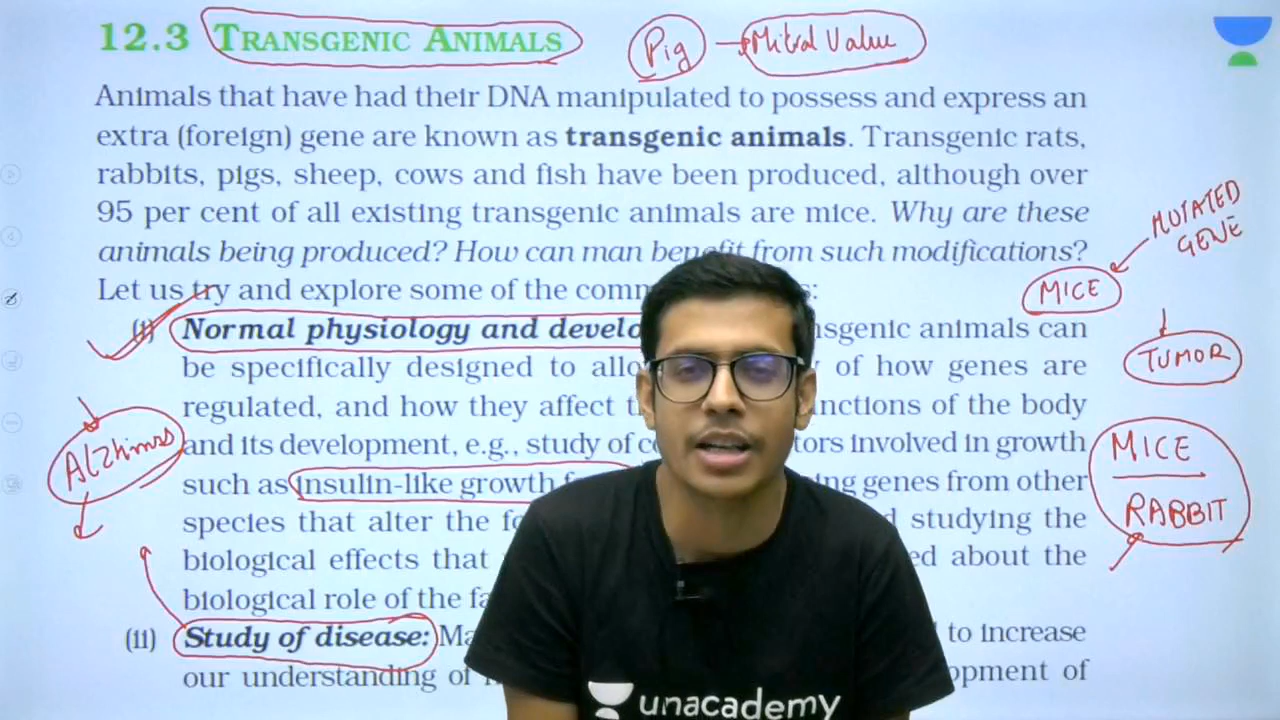 12.3 TRANSGENIC ANIMALS
Pig → Mitral Value
Animals that have had their DNA manipulated to possess and express an
extra (foreign) gene are known as transgenic animals. Transgenic rats,
rabbits, pigs, sheep, cows and fish have been produced, although over
95 per cent of all existing transgenic animals are mice. Why are these
animals being produced? How can man benefit from such modifications?
Let us try and explore some of the comm :
(i) Normal physiology and develo nsgenic animals can
be specifically designed to allo of how genes are
regulated, and how they affect t nctions of the body
and its development, e.g., study of c tors involved in growth
such as insulin-like growth f ing genes from other
species that alter the fo d studying the
biological effects that ed about the
biological role of the fa
(ii) Study of disease: Ma to increase
our understanding of opment of
MUTATED
GENE
MICE
TUMOR
MICE
RABBIT
Alzhimrs
unacademy